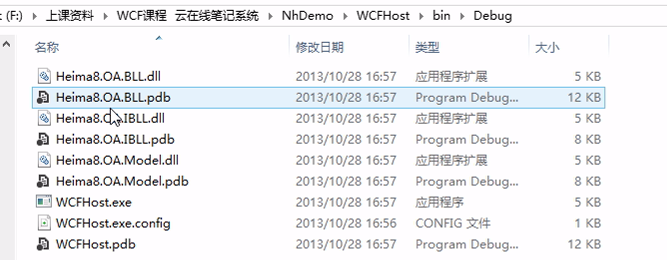 (F:) › 上课资料 › WCF课程 云在线笔记系统 › NhDemo › WCFHost › bin › Debug
名称 修改日期 类型 大小
Heima8.OA.BLL.dll 2013/10/28 16:57 应用程序扩展 5 KB
Heima8.OA.BLL.pdb 2013/10/28 16:57 Program Debug... 12 KB
Heima8.OA.IBLL.dll 2013/10/28 16:57 应用程序扩展 5 KB
Heima8.OA.IBLL.pdb 2013/10/28 16:57 Program Debug... 8 KB
Heima8.OA.Model.dll 2013/10/28 16:57 应用程序扩展 5 KB
Heima8.OA.Model.pdb 2013/10/28 16:57 Program Debug... 8 KB
WCFHost.exe 2013/10/28 16:57 应用程序 5 KB
WCFHost.exe.config 2013/10/28 16:56 CONFIG 文件 1 KB
WCFHost.pdb 2013/10/28 16:57 Program Debug... 12 KB